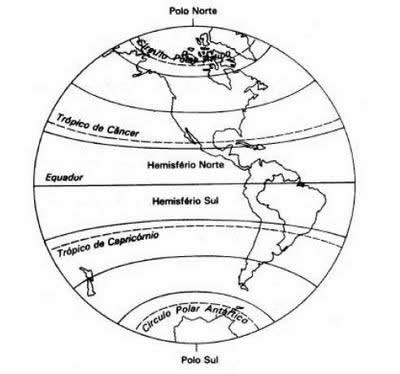 Polo Norte
Círculo Polar Ártico
Trópico de Câncer
Hemisfério Norte
Equador
Hemisfério Sul
Trópico de Capricórnio
Círculo Polar Antártico
Polo Sul